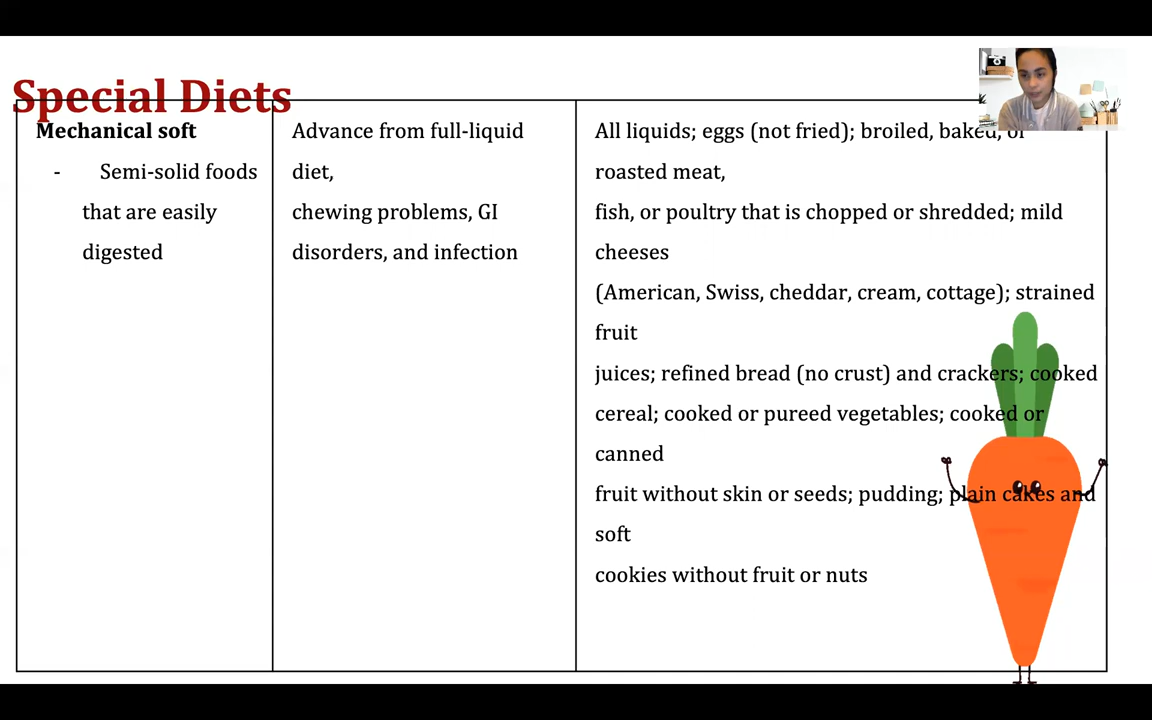 Special Diets
Mechanical soft
- Semi-solid foods
that are easily
digested
Advance from full-liquid
diet,
chewing problems, GI
disorders, and infection
All liquids; eggs (not fried); broiled, baked, or
roasted meat,
fish, or poultry that is chopped or shredded; mild
cheeses
(American, Swiss, cheddar, cream, cottage); strained
fruit
juices; refined bread (no crust) and crackers; cooked
cereal; cooked or pureed vegetables; cooked or
canned
fruit without skin or seeds; pudding; plain cakes and
soft
cookies without fruit or nuts